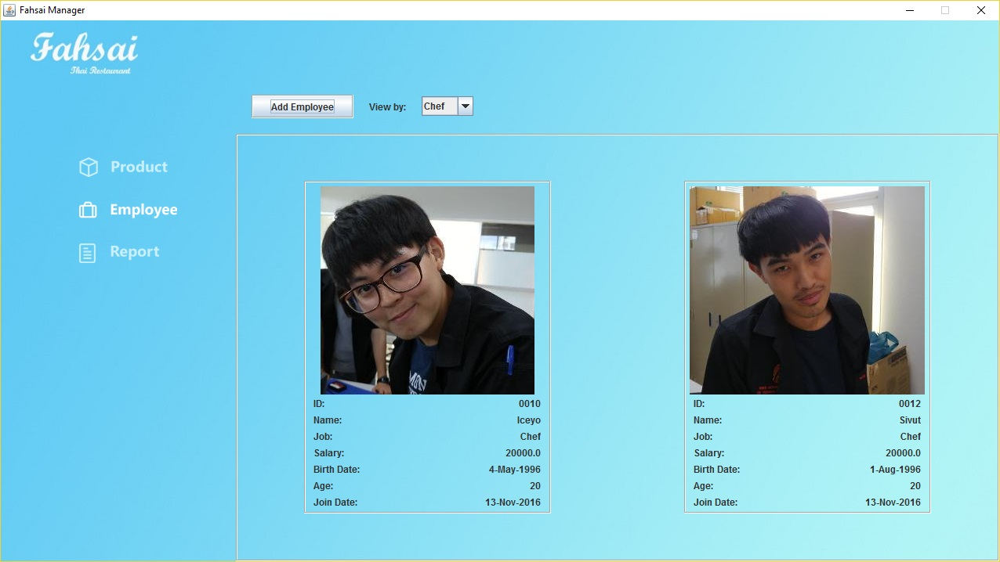 Fahsai Manager
Fahsai
Thai Restaurant
Add Employee View by: Chef
Product
Employee
Report
ID: 0010
Name: Iceyo
Job: Chef
Salary: 20000.0
Birth Date: 4-May-1996
Age: 20
Join Date: 13-Nov-2016
ID: 0012
Name: Sivut
Job: Chef
Salary: 20000.0
Birth Date: 1-Aug-1996
Age: 20
Join Date: 13-Nov-2016